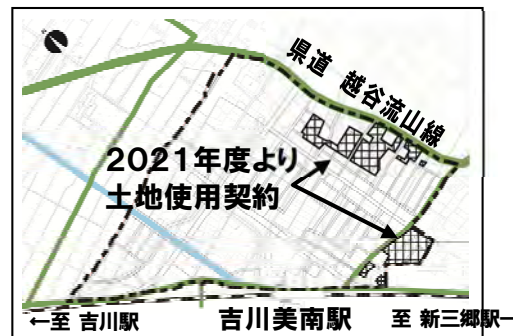 県道 越谷流山線
2021年度より
土地使用契約
←至 吉川駅
吉川美南駅
至 新三郷駅→